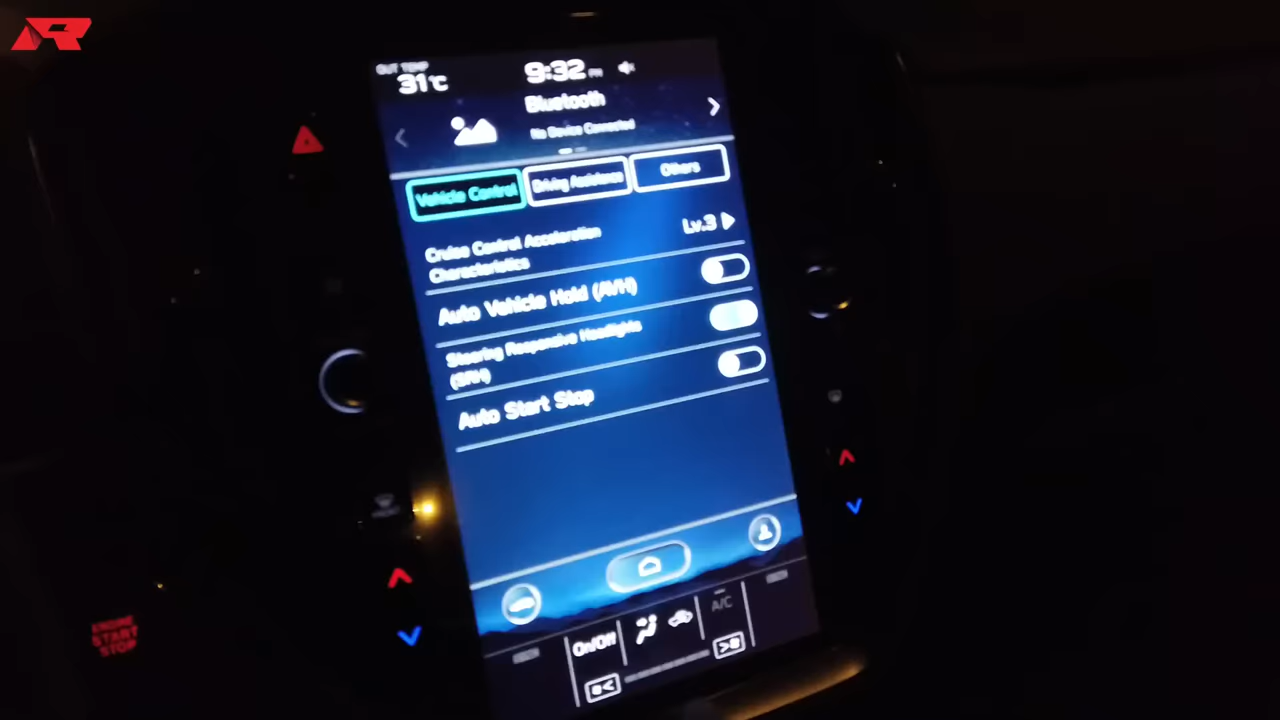 AR
OUT TEMP
31℃
9:32 PM
Bluetooth
No Device Connected
Vehicle Control
Driving Assistance
Others
Cruise Control Acceleration
Characteristics
Lv.3
Auto Vehicle Hold (AVH)
Steering Responsive Headlights
(SRH)
Auto Start Stop
On/Off
A/C
ENGINE
START
STOP